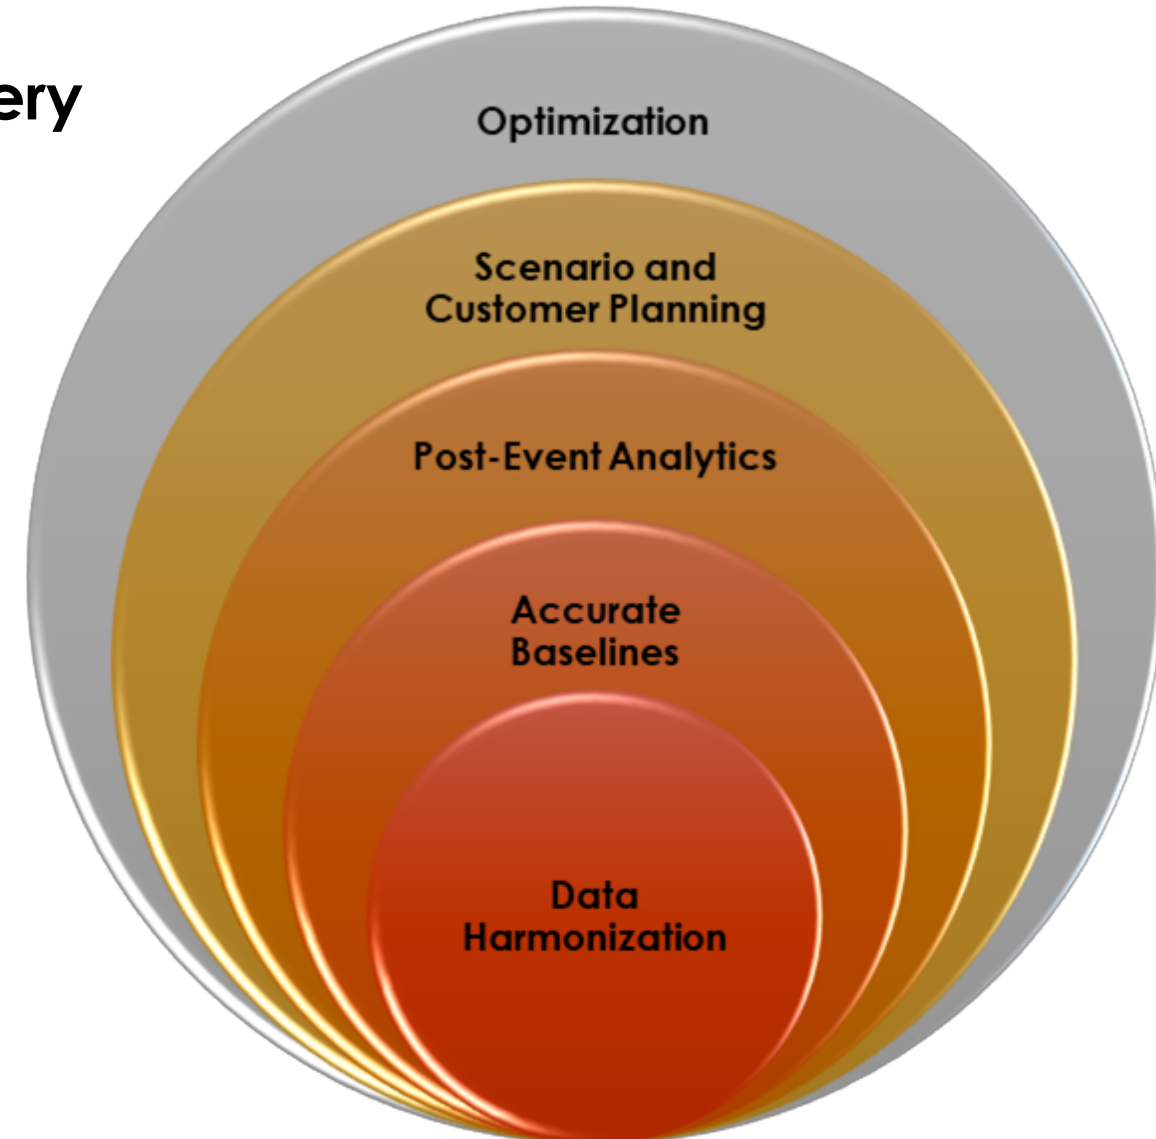 ery
Optimization
Scenario and
Customer Planning
Post-Event Analytics
Accurate
Baselines
Data
Harmonization